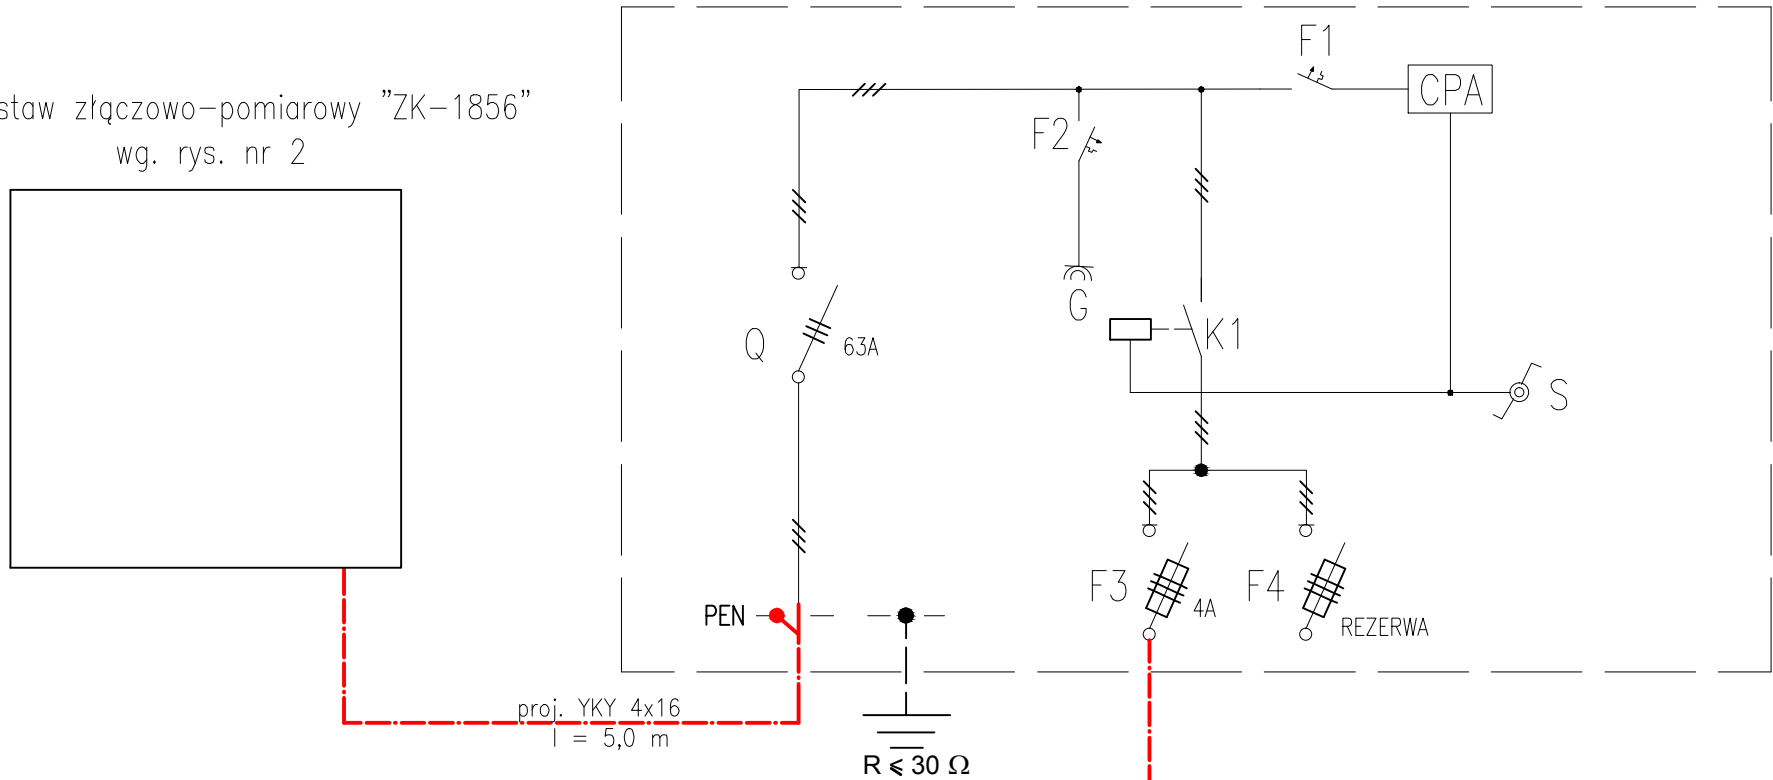 staw złączowo-pomiarowy "ZK-1856"
wg. rys. nr 2
F1
CPA
F2
G
Q
63A
K1
S
F3
4A
F4
REZERWA
PEN
proj. YKY 4x16
l = 5,0 m
R ⩽ 30 Ω